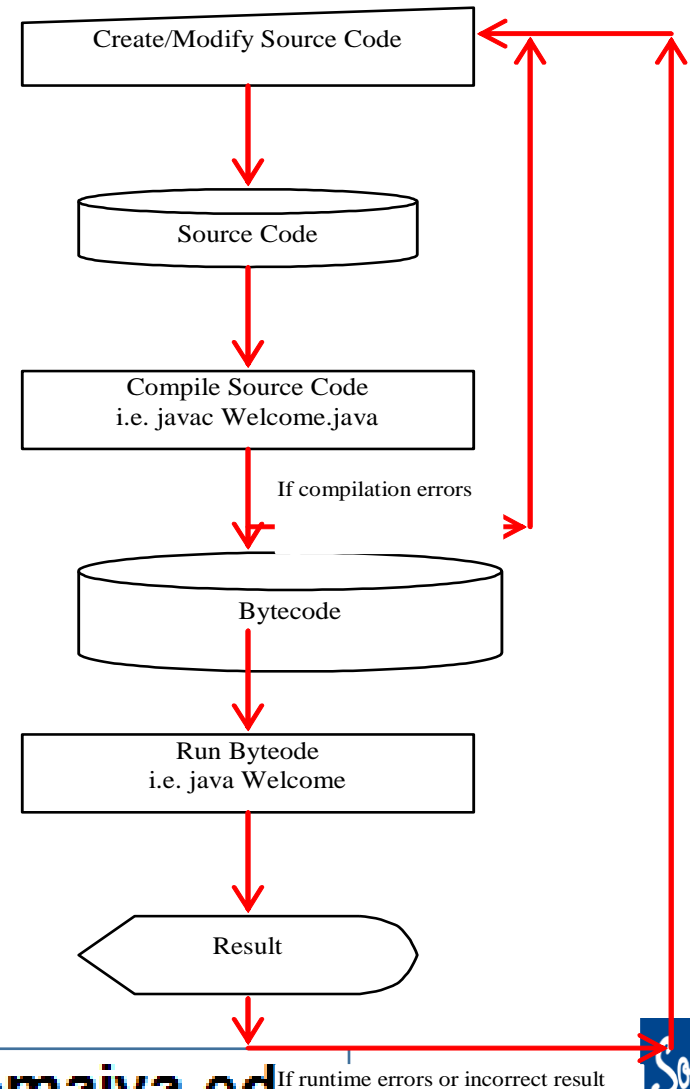 Create/Modify Source Code
Source Code
Compile Source Code
i.e. javac Welcome.java
If compilation errors
Bytecode
Run Byteode
i.e. java Welcome
Result
If runtime errors or incorrect result